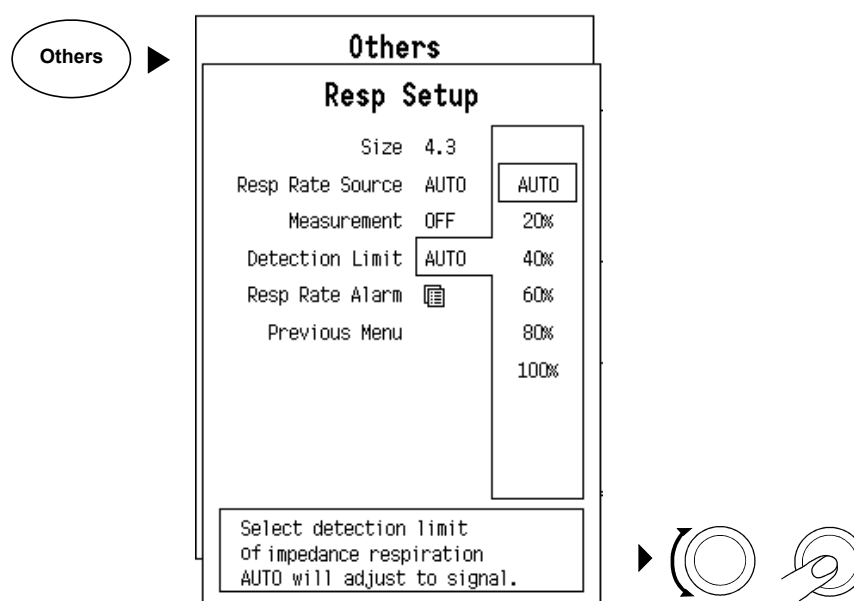 Others
Others
Resp Setup
Size 4.3
Resp Rate Source AUTO
Measurement OFF
Detection Limit AUTO
Resp Rate Alarm
Previous Menu
AUTO
20%
40%
60%
80%
100%
Select detection limit
of impedance respiration
AUTO will adjust to signal.